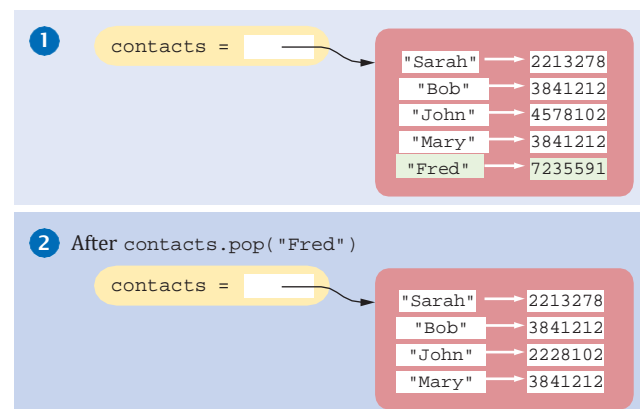 1
contacts =
"Sarah" 2213278
"Bob" 3841212
"John" 4578102
"Mary" 3841212
"Fred" 7235591
2 After contacts.pop("Fred")
contacts =
"Sarah" 2213278
"Bob" 3841212
"John" 2228102
"Mary" 3841212